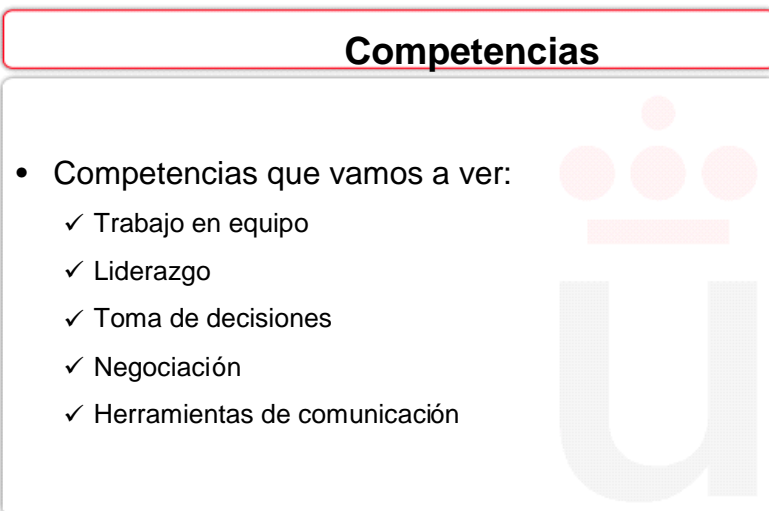 Competencias
• Competencias que vamos a ver:
✓ Trabajo en equipo
✓ Liderazgo
✓ Toma de decisiones
✓ Negociación
✓ Herramientas de comunicación
u